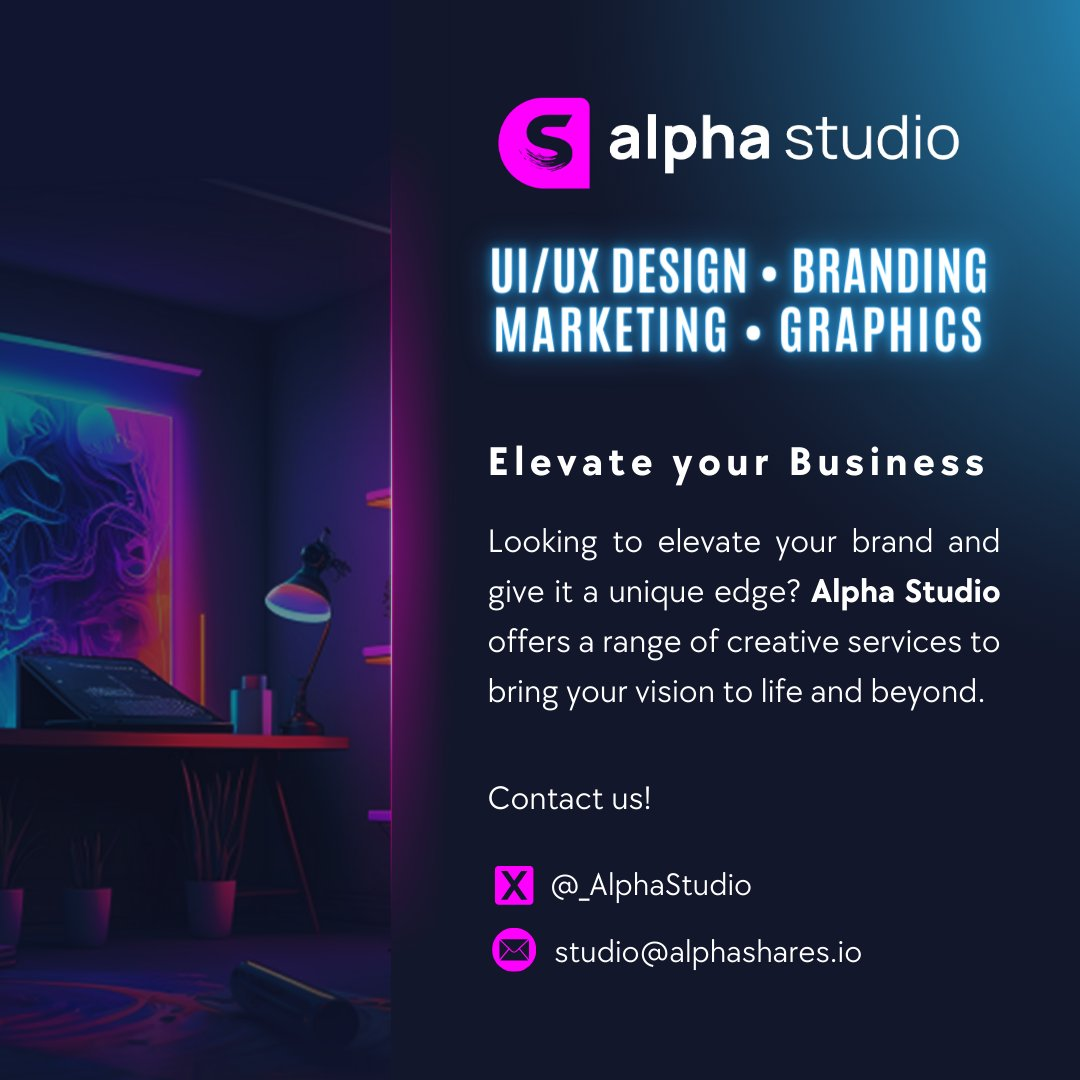 S alpha studio
UI/UX DESIGN • BRANDING
MARKETING • GRAPHICS
Elevate your Business
Looking to elevate your brand and
give it a unique edge? Alpha Studio
offers a range of creative services to
bring your vision to life and beyond.
Contact us!
X @_AlphaStudio
studio@alphashares.io